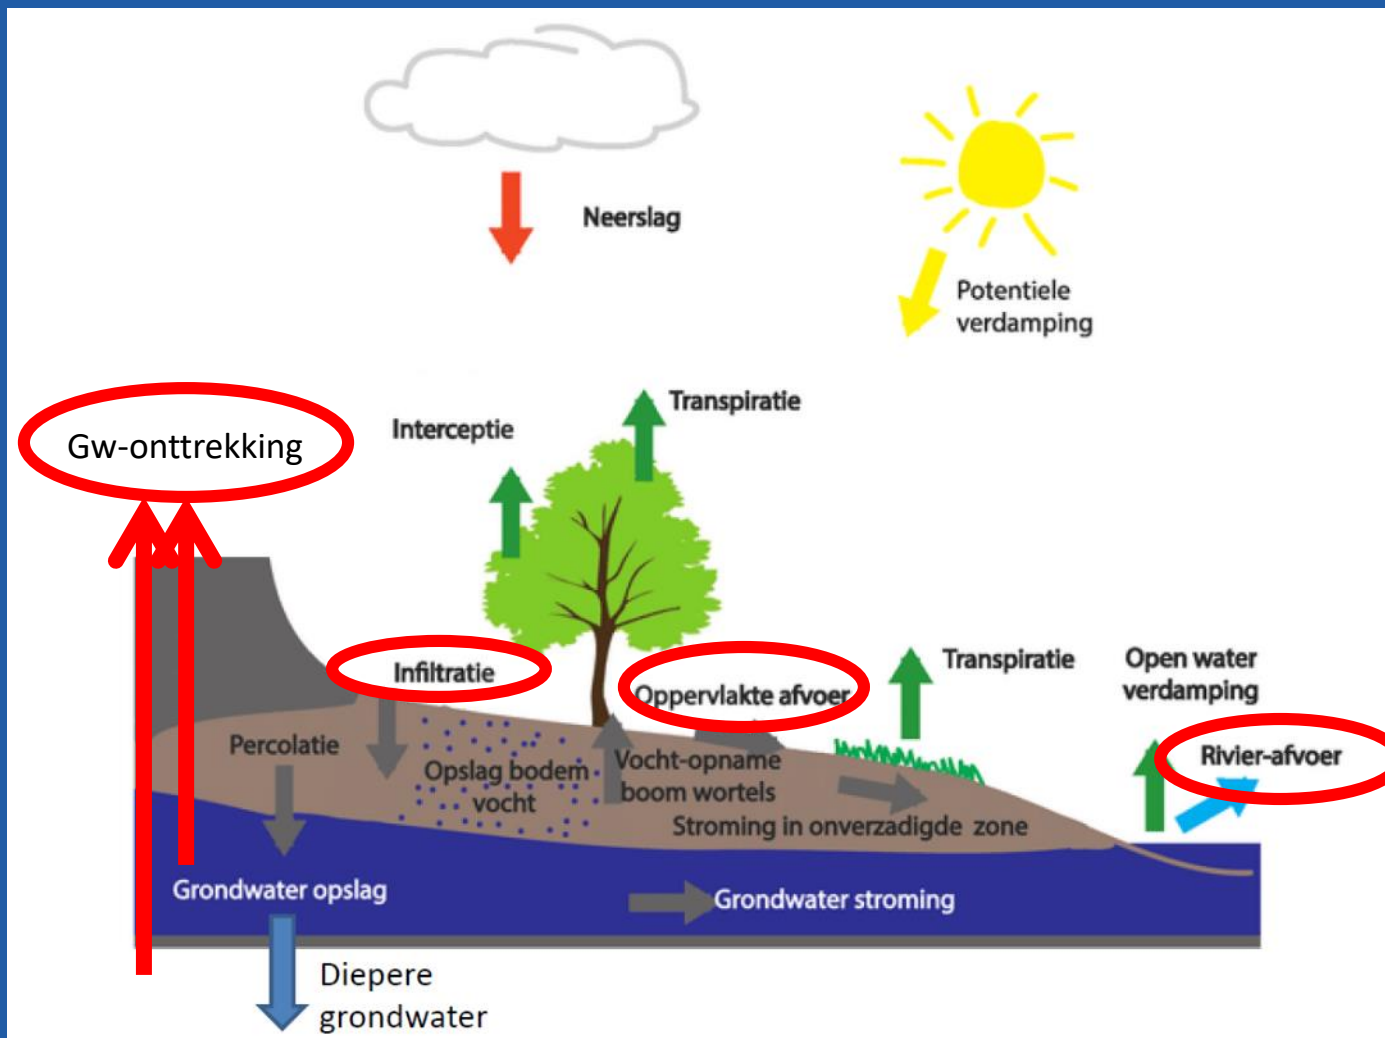 Neerslag
Potentiele
verdamping
Transpiratie
Interceptie
Gw-onttrekking
Infiltratie
Oppervlakte afvoer
Transpiratie
Open water
verdamping
Rivier-afvoer
Percolatie
Opslag bodem
vocht
Vocht-opname
boom wortels
Stroming in onverzadigde zone
Grondwater opslag
Grondwater stroming
Diepere
grondwater